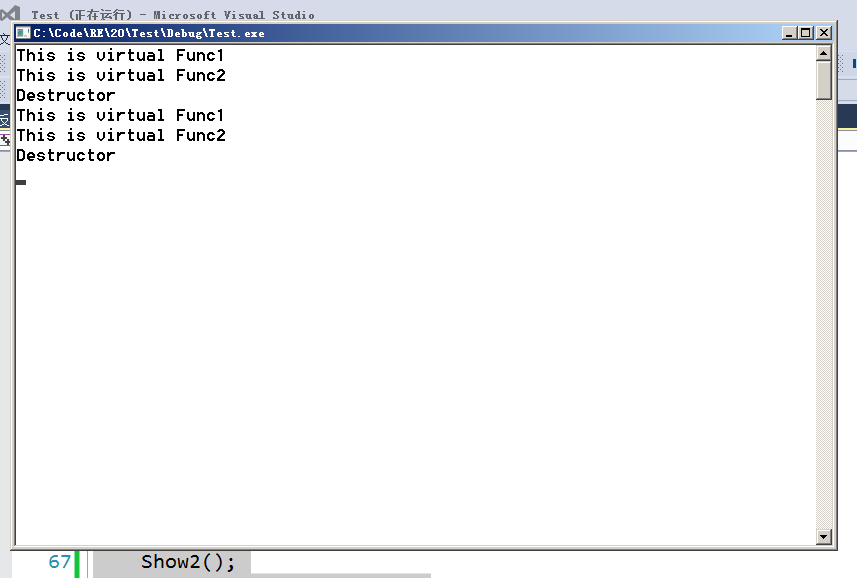 Test (正在运行) - Microsoft Visual Studio
C:\Code\RE\20\Test\Debug\Test.exe
This is virtual Func1
This is virtual Func2
Destructor
This is virtual Func1
This is virtual Func2
Destructor
67 Show2();